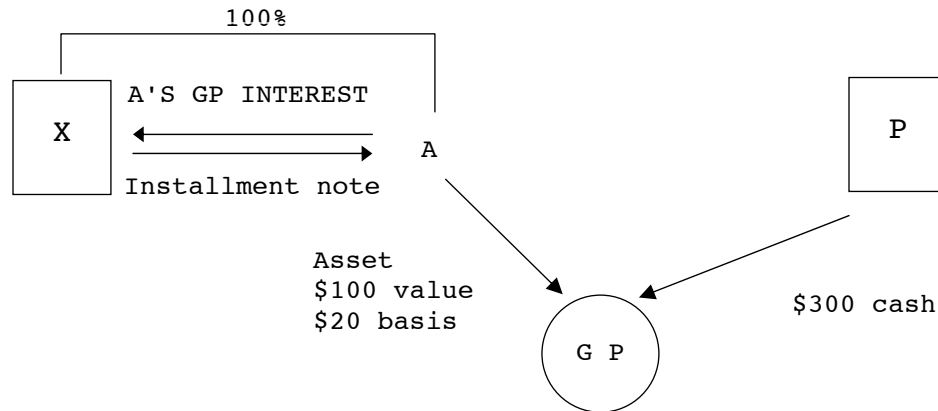 100%
A'S GP INTEREST
X
P
A
Installment note
Asset
$100 value
$20 basis
$300 cash
G P